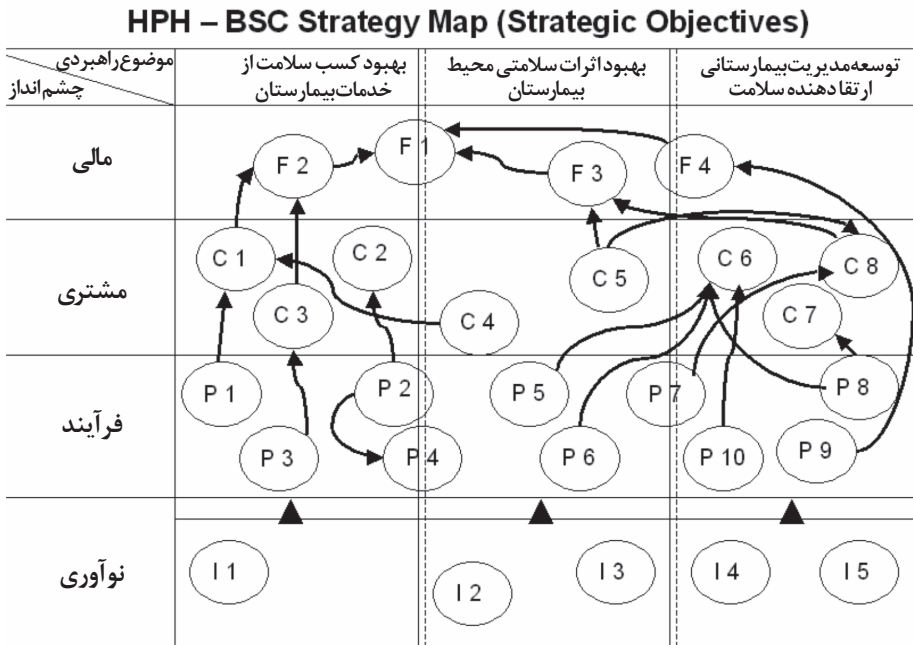 HPH – BSC Strategy Map (Strategic Objectives)
موضوع راهبردی
چشم‌انداز
بهبود کسب سلامت از
خدمات بیمارستان
بهبود اثرات سلامتی محیط
بیمارستان
توسعه مدیریت بیمارستانی
ارتقا دهنده سلامت
مالی
F 1
F 2
F 3
F 4
مشتری
C 1
C 2
C 3
C 4
C 5
C 6
C 7
C 8
فرآیند
P 1
P 2
P 3
P 4
P 5
P 6
P 7
P 8
P 9
P 10
نوآوری
I 1
I 2
I 3
I 4
I 5